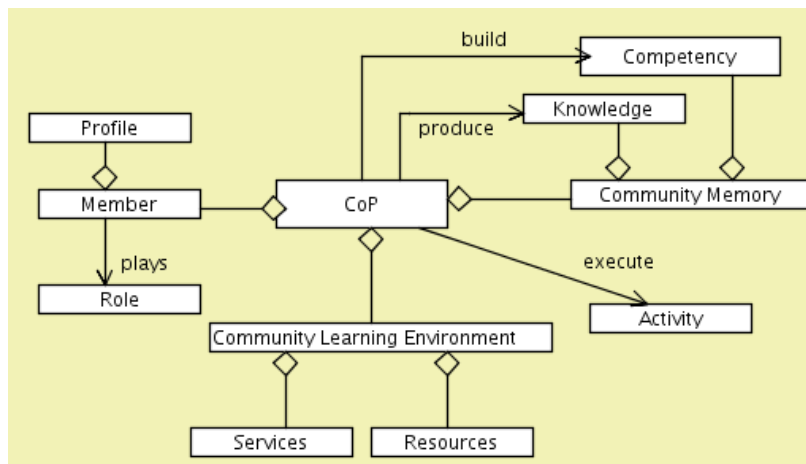 build
Competency
Knowledge
produce
Profile
Member
CoP
Community Memory
plays
execute
Role
Activity
Community Learning Environment
Services
Resources